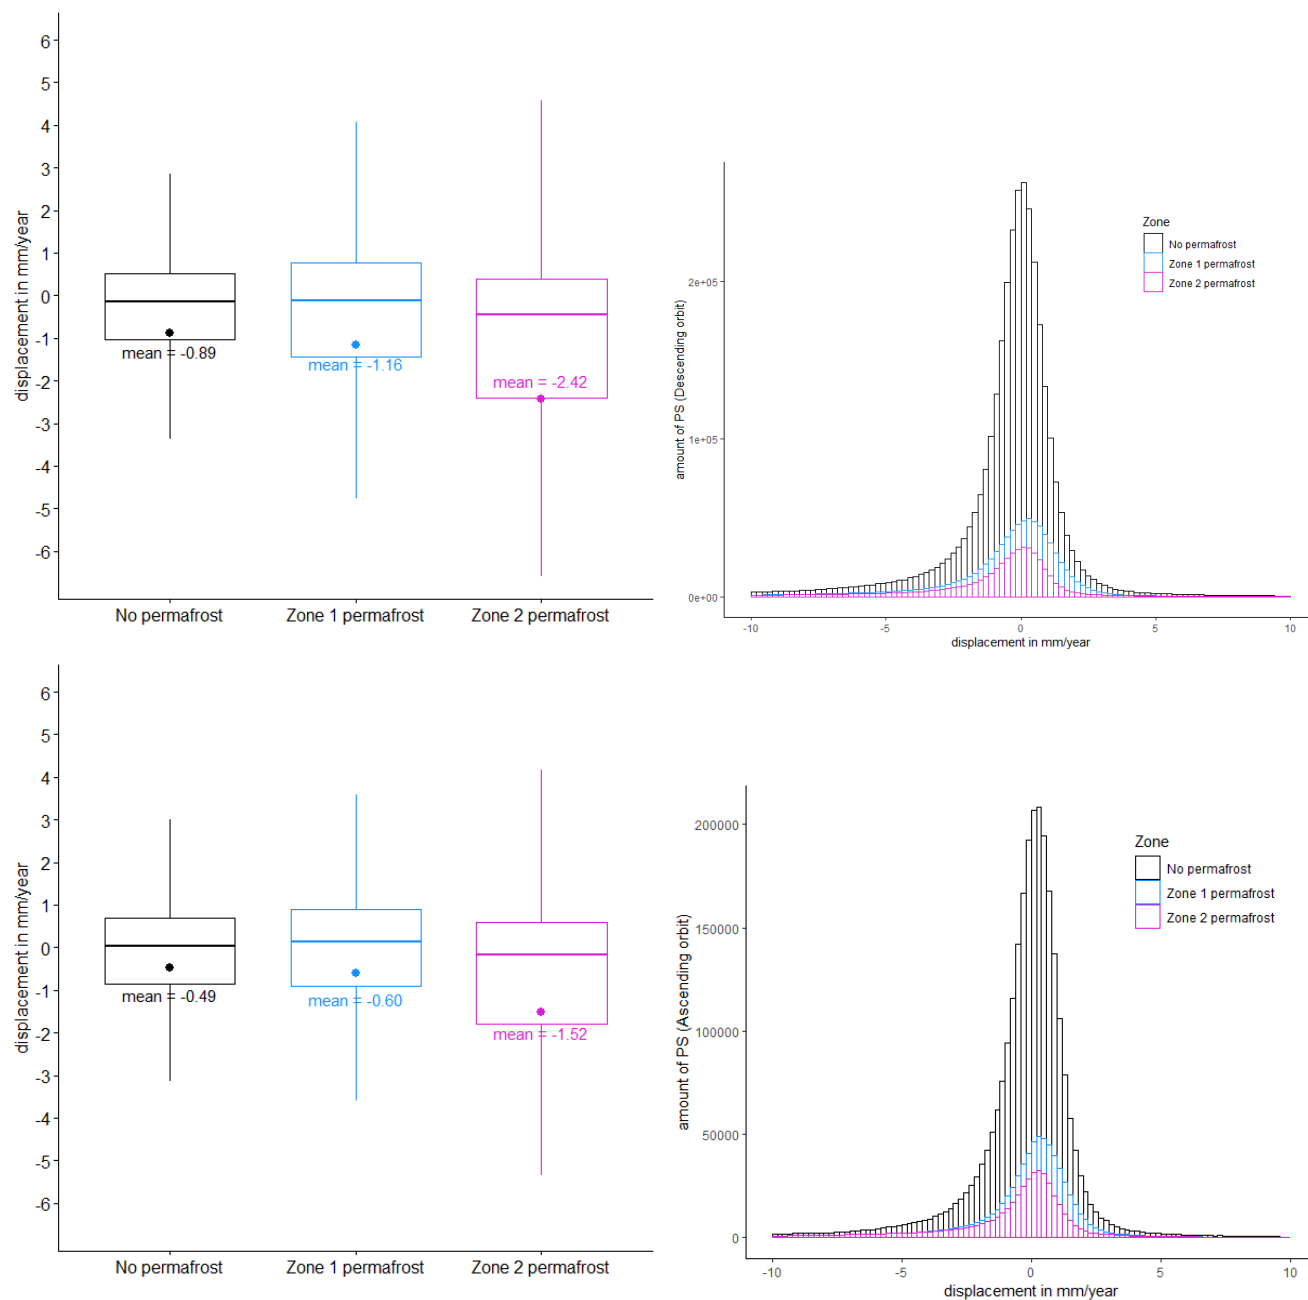 displacement in mm/year
6
5
4
3
2
1
0
-1
-2
-3
-4
-5
-6
mean = -0.89
mean = -1.16
mean = -2.42
No permafrost
Zone 1 permafrost
Zone 2 permafrost
amount of PS (Descending orbit)
2e+05
1e+05
0e+00
-10
-5
0
5
10
displacement in mm/year
Zone
No permafrost
Zone 1 permafrost
Zone 2 permafrost
displacement in mm/year
6
5
4
3
2
1
0
-1
-2
-3
-4
-5
-6
mean = -0.49
mean = -0.60
mean = -1.52
No permafrost
Zone 1 permafrost
Zone 2 permafrost
amount of PS (Ascending orbit)
200000
150000
100000
50000
0
-10
-5
0
5
10
displacement in mm/year
Zone
No permafrost
Zone 1 permafrost
Zone 2 permafrost